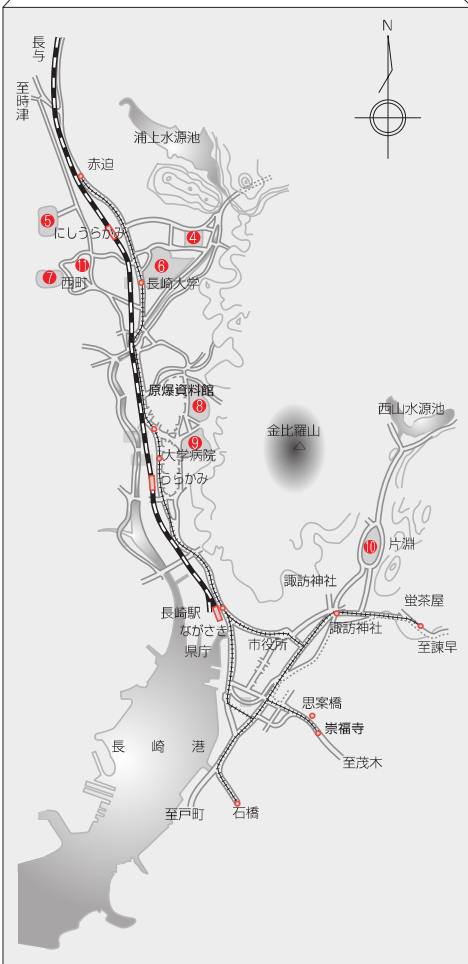 N
長与
至時津
浦上水源池
赤迫
⑤
にしうらかみ
④
⑦
⑪
西町
⑥
長崎大学
原爆資料館
⑧
西山水源池
金比羅山
⑨
大学病院
うらかみ
⑩
片淵
諏訪神社
蛍茶屋
長崎駅
ながさき
諏訪神社
市役所
至諫早
県庁
思案橋
崇福寺
長崎港
至茂木
至戸町
石橋